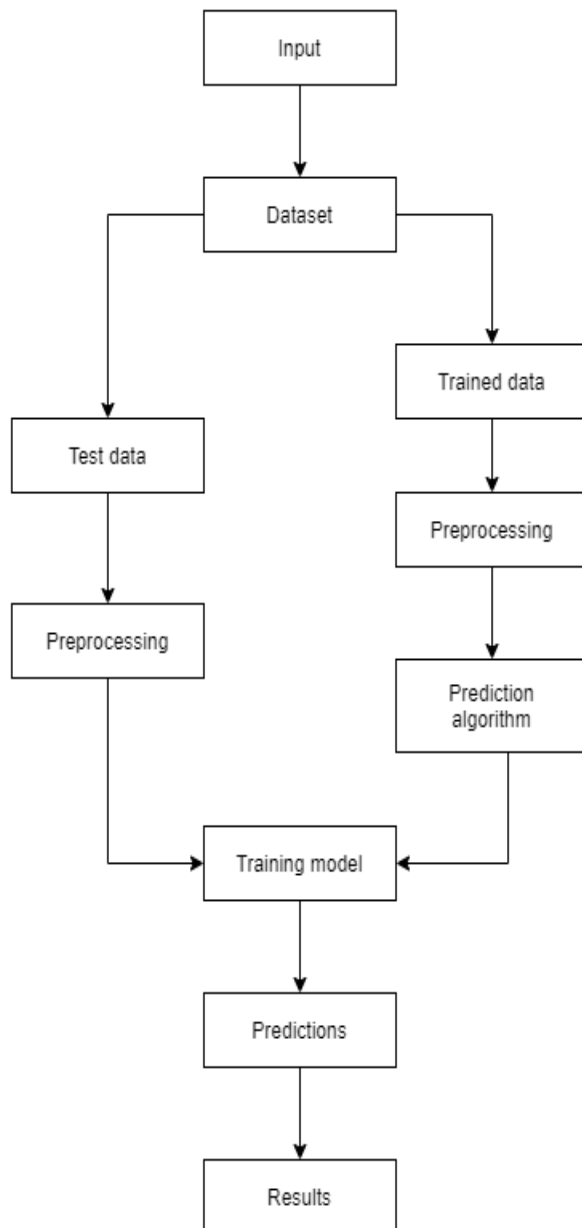 Input
Dataset
Trained data
Test data
Preprocessing
Preprocessing
Prediction
algorithm
Training model
Predictions
Results